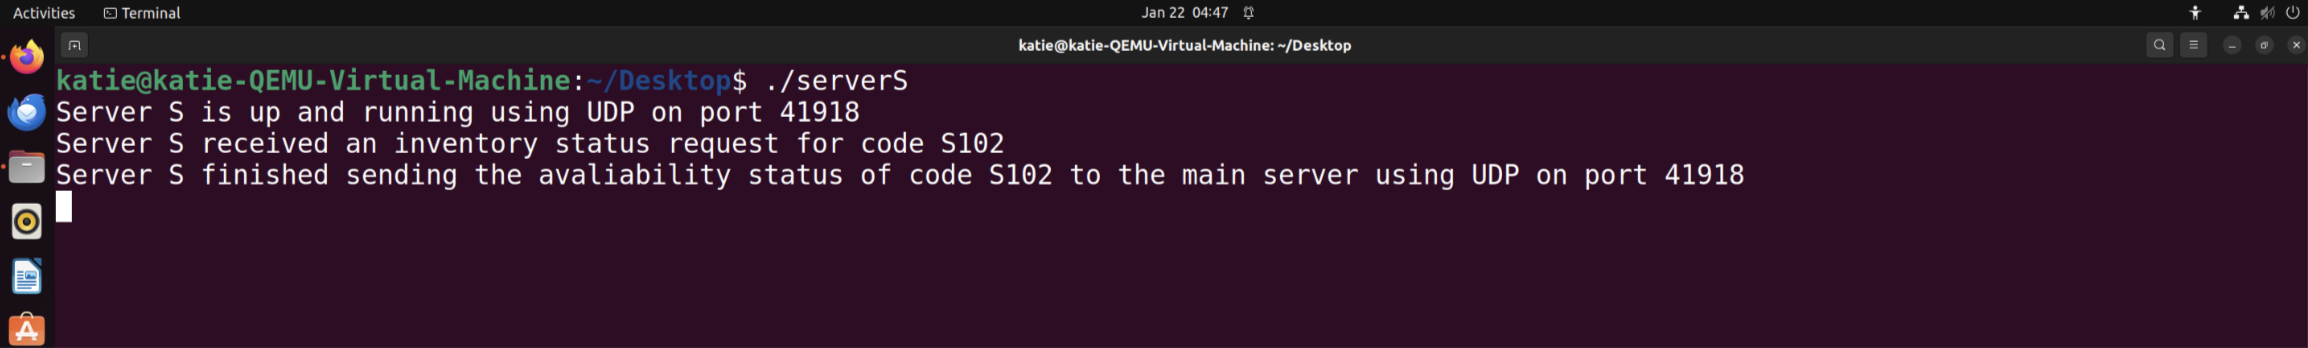 Activities Terminal Jan 22 04:47
katie@katie-QEMU-Virtual-Machine: ~/Desktop
katie@katie-QEMU-Virtual-Machine:~/Desktop$ ./serverS
Server S is up and running using UDP on port 41918
Server S received an inventory status request for code S102
Server S finished sending the avaliability status of code S102 to the main server using UDP on port 41918